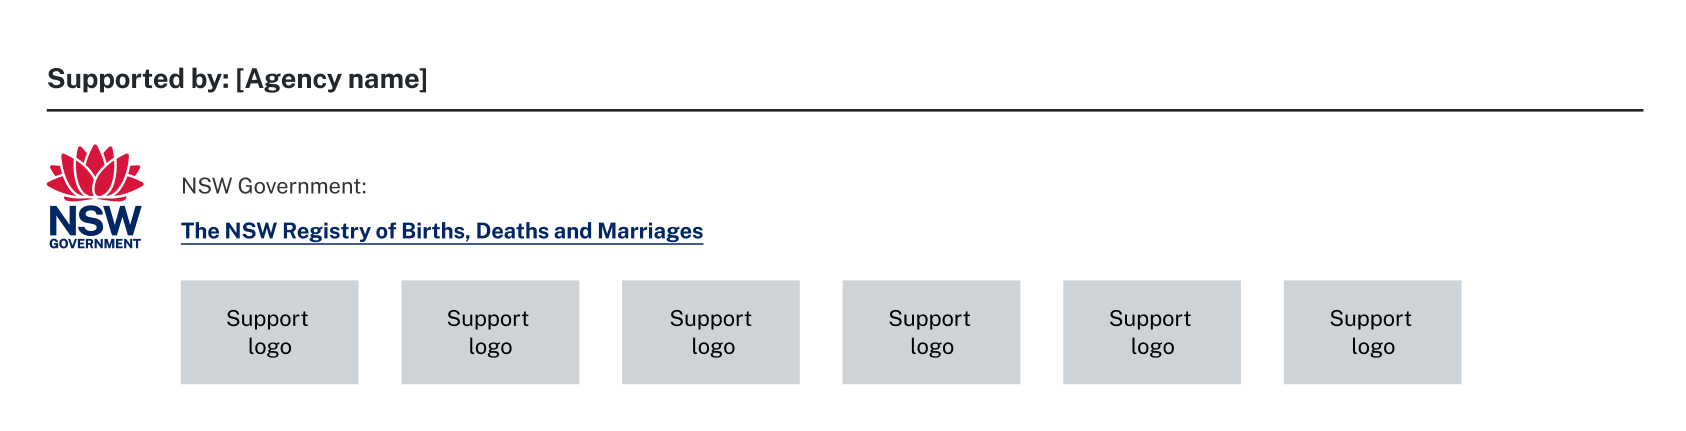 Supported by: [Agency name]
NSW
GOVERNMENT
NSW Government:
The NSW Registry of Births, Deaths and Marriages
Support
logo
Support
logo
Support
logo
Support
logo
Support
logo
Support
logo